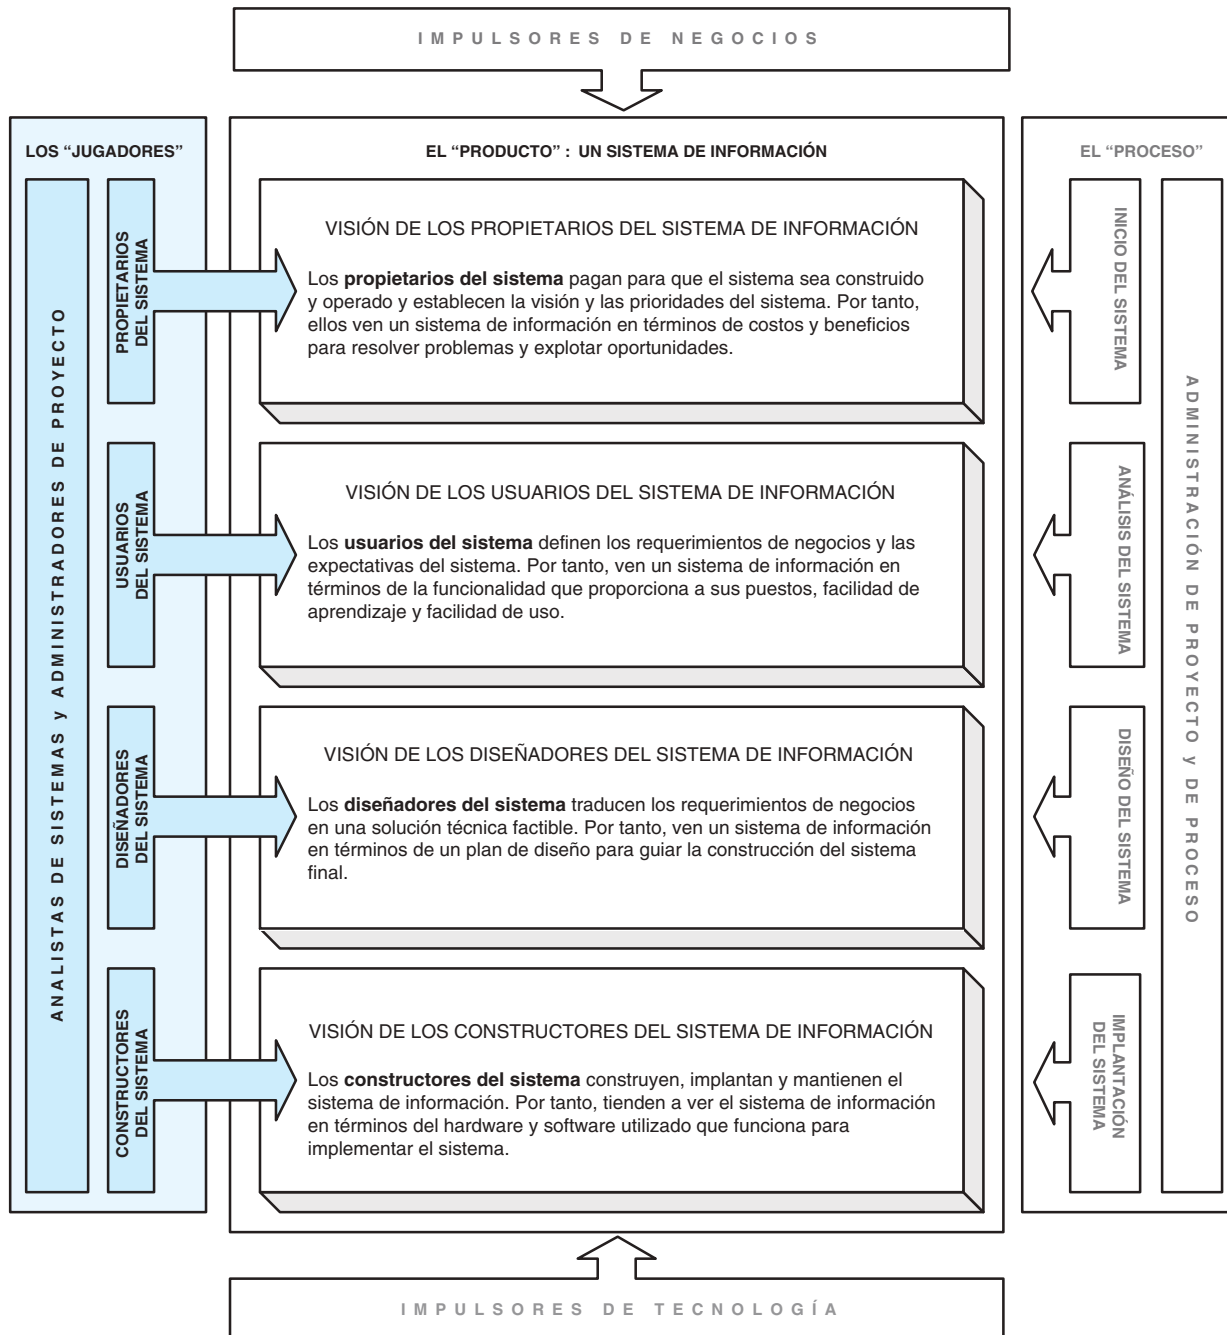 IMPULSORES DE NEGOCIOS
LOS “JUGADORES”
ANALISTAS DE SISTEMAS y ADMINISTRADORES DE PROYECTO
PROPIETARIOS
DEL SISTEMA
USUARIOS
DEL SISTEMA
DISEÑADORES
DEL SISTEMA
CONSTRUCTORES
DEL SISTEMA
EL “PRODUCTO” : UN SISTEMA DE INFORMACIÓN
VISIÓN DE LOS PROPIETARIOS DEL SISTEMA DE INFORMACIÓN
Los propietarios del sistema pagan para que el sistema sea construido
y operado y establecen la visión y las prioridades del sistema. Por tanto,
ellos ven un sistema de información en términos de costos y beneficios
para resolver problemas y explotar oportunidades.
VISIÓN DE LOS USUARIOS DEL SISTEMA DE INFORMACIÓN
Los usuarios del sistema definen los requerimientos de negocios y las
expectativas del sistema. Por tanto, ven un sistema de información en
términos de la funcionalidad que proporciona a sus puestos, facilidad de
aprendizaje y facilidad de uso.
VISIÓN DE LOS DISEÑADORES DEL SISTEMA DE INFORMACIÓN
Los diseñadores del sistema traducen los requerimientos de negocios
en una solución técnica factible. Por tanto, ven un sistema de información
en términos de un plan de diseño para guiar la construcción del sistema
final.
VISIÓN DE LOS CONSTRUCTORES DEL SISTEMA DE INFORMACIÓN
Los constructores del sistema construyen, implantan y mantienen el
sistema de información. Por tanto, tienden a ver el sistema de información
en términos del hardware y software utilizado que funciona para
implementar el sistema.
EL “PROCESO”
INICIO DEL SISTEMA
ANÁLISIS DEL SISTEMA
DISEÑO DEL SISTEMA
IMPLANTACIÓN
DEL SISTEMA
ADMINISTRACIÓN DE PROYECTO y DE PROCESO
IMPULSORES DE TECNOLOGÍA